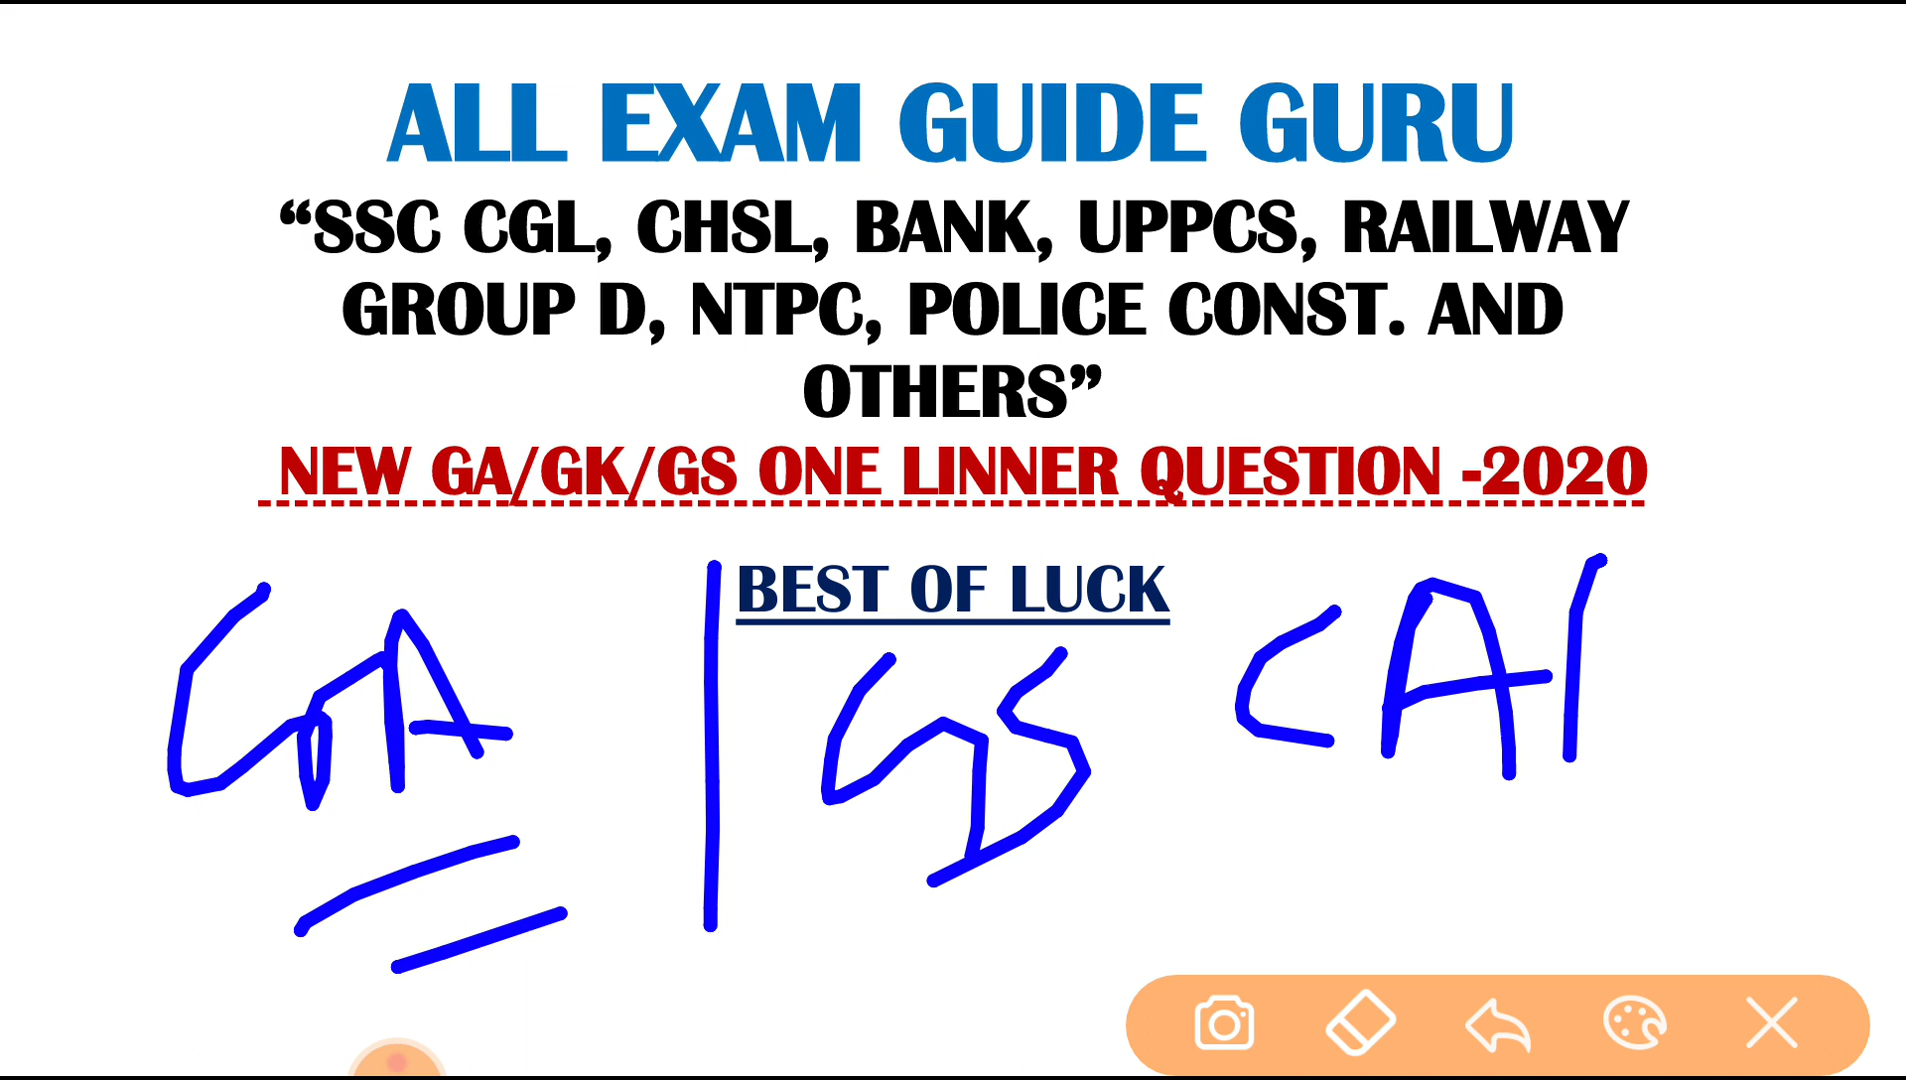 ALL EXAM GUIDE GURU
“SSC CGL, CHSL, BANK, UPPCS, RAILWAY
GROUP D, NTPC, POLICE CONST. AND
OTHERS”
NEW GA/GK/GS ONE LINNER QUESTION -2020
BEST OF LUCK
GA | GS CA |